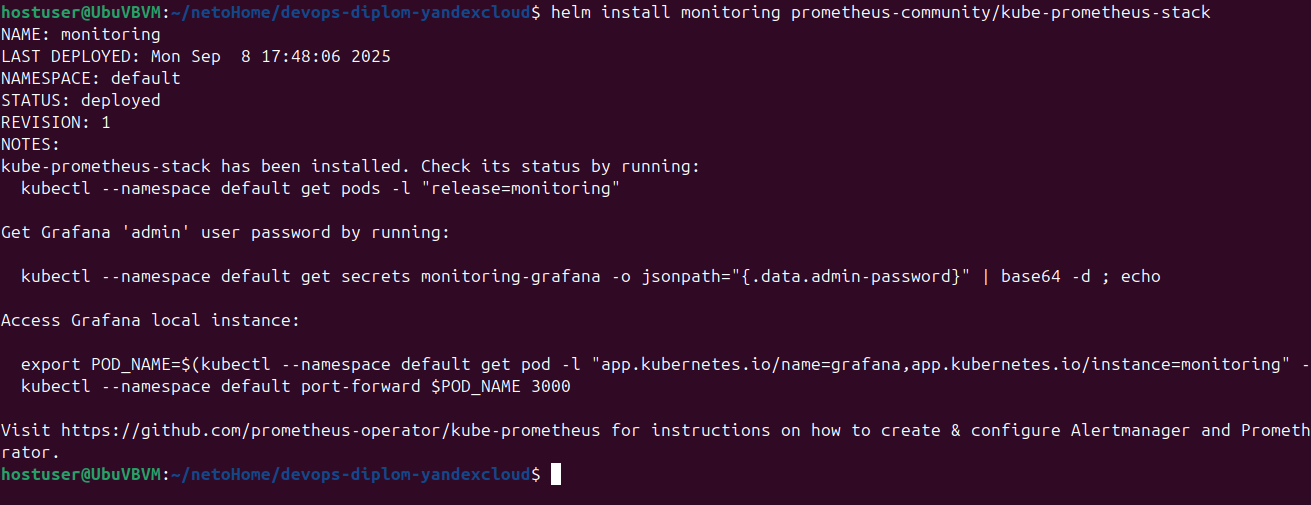 hostuser@UbuVBVM:~/netoHome/devops-diplom-yandexcloud$ helm install monitoring prometheus-community/kube-prometheus-stack
NAME: monitoring
LAST DEPLOYED: Mon Sep  8 17:48:06 2025
NAMESPACE: default
STATUS: deployed
REVISION: 1
NOTES:
kube-prometheus-stack has been installed. Check its status by running:
  kubectl --namespace default get pods -l "release=monitoring"

Get Grafana 'admin' user password by running:

  kubectl --namespace default get secrets monitoring-grafana -o jsonpath="{.data.admin-password}" | base64 -d ; echo

Access Grafana local instance:

  export POD_NAME=$(kubectl --namespace default get pod -l "app.kubernetes.io/name=grafana,app.kubernetes.io/instance=monitoring" -
  kubectl --namespace default port-forward $POD_NAME 3000

Visit https://github.com/prometheus-operator/kube-prometheus for instructions on how to create & configure Alertmanager and Prometh
rator.
hostuser@UbuVBVM:~/netoHome/devops-diplom-yandexcloud$